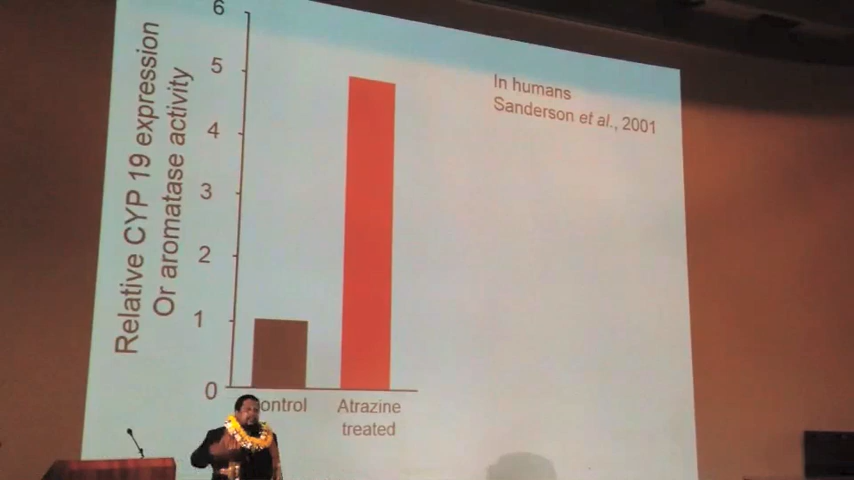 Relative CYP 19 expression
Or aromatase activity
6
5
4
3
2
1
0
ontrol
Atrazine
treated
In humans
Sanderson et al., 2001